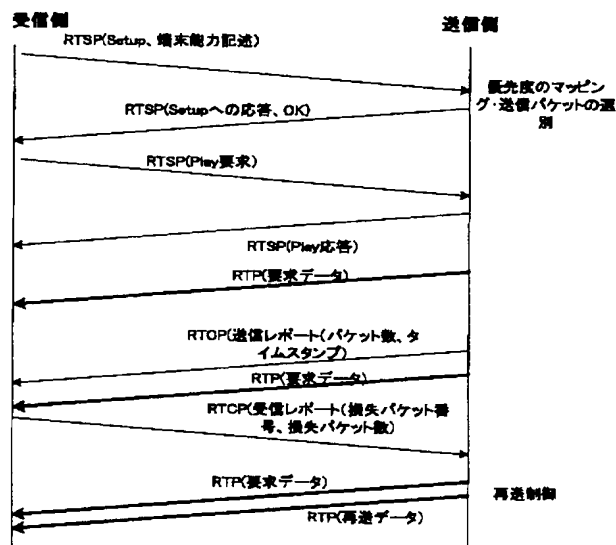 受信側
送信側
RTSP(Setup、端末能力記述)
優先度のマッピン
グ・送信パケットの選
別
RTSP(Setupへの応答、OK)
RTSP(Play要求)
RTSP(Play応答)
RTP(要求データ)
RTCP(送信レポート(パケット数、タ
イムスタンプ)
RTP(要求データ)
RTCP(受信レポート(損失パケット番
号、損失パケット数)
RTP(要求データ)
再送制御
RTP(再送データ)